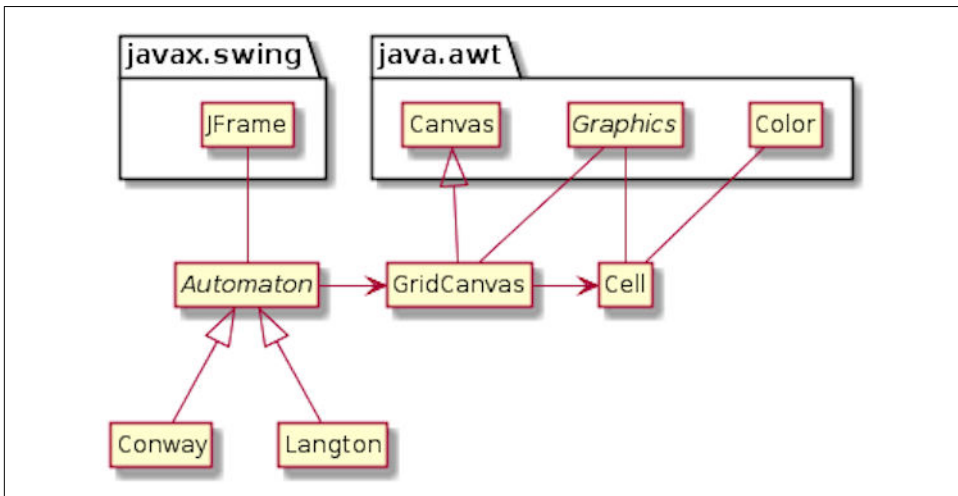 javax.swing
java.awt
JFrame
Canvas
Graphics
Color
Automaton
GridCanvas
Cell
Conway
Langton